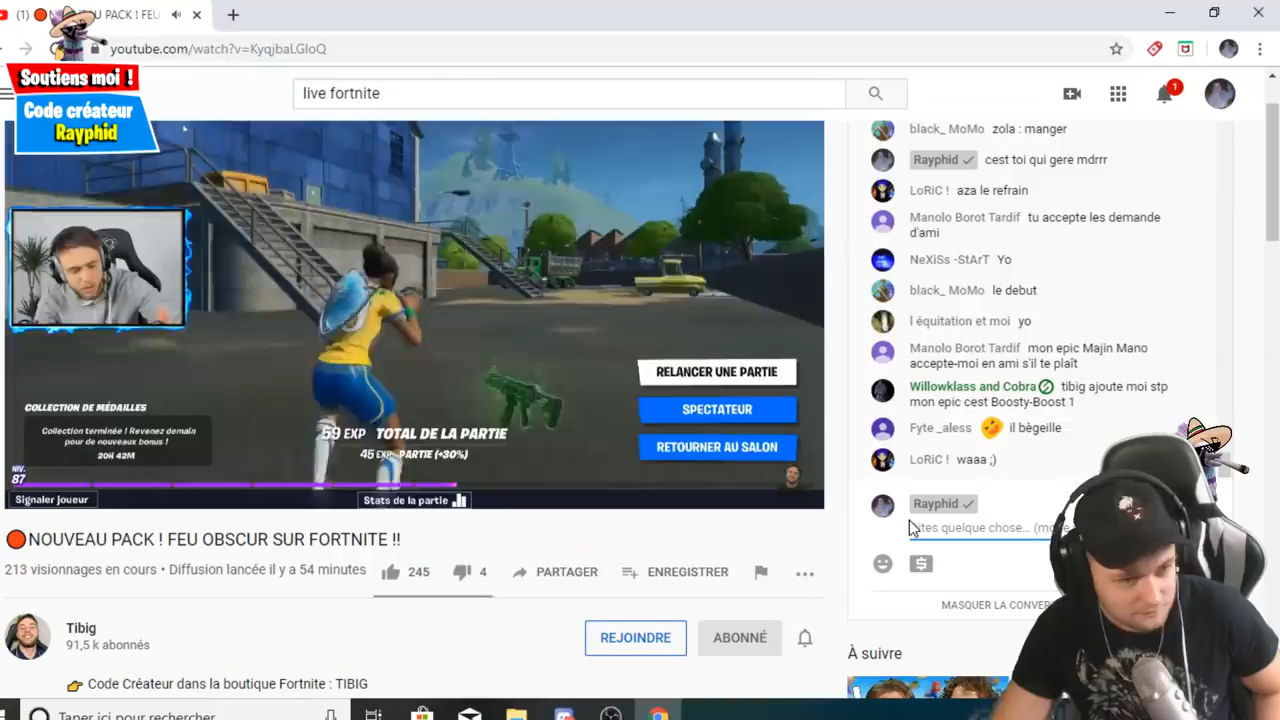 (1) NOUVEAU PACK ! FEU
youtube.com/watch?v=KyqjbaLGIoQ
Soutiens moi !
Code créateur
Rayphid
live fortnite
1
black_ MoMo zola : manger
Rayphid cest toi qui gere mdrrr
LoRiC ! aza le refrain
Manolo Borot Tardif tu accepte les demande
d'ami
NeXiSs -StArT Yo
black_ MoMo le debut
l équitation et moi yo
Manolo Borot Tardif mon epic Majin Mano
accepte-moi en ami s'il te plaît
Willowklass and Cobra tibig ajoute moi stp
mon epic cest Boosty-Boost 1
Fyte _aless il bègeille
LoRiC ! waaa ;)
Rayphid
Dites quelque chose...
MASQUER LA CONVER
À suivre
RELANCER UNE PARTIE
SPECTATEUR
RETOURNER AU SALON
COLLECTION DE MÉDAILLES
Collection terminée ! Revenez demain
pour de nouveaux bonus !
20H 42M
59 EXP TOTAL DE LA PARTIE
45 EXP PARTIE (+30%)
NIV.
87
Signaler joueur
Stats de la partie
NOUVEAU PACK ! FEU OBSCUR SUR FORTNITE !!
213 visionnages en cours • Diffusion lancée il y a 54 minutes
245
4
PARTAGER
ENREGISTRER
Tibig
91,5 k abonnés
REJOINDRE
ABONNÉ
Code Créateur dans la boutique Fortnite : TIBIG
Taper ici pour rechercher